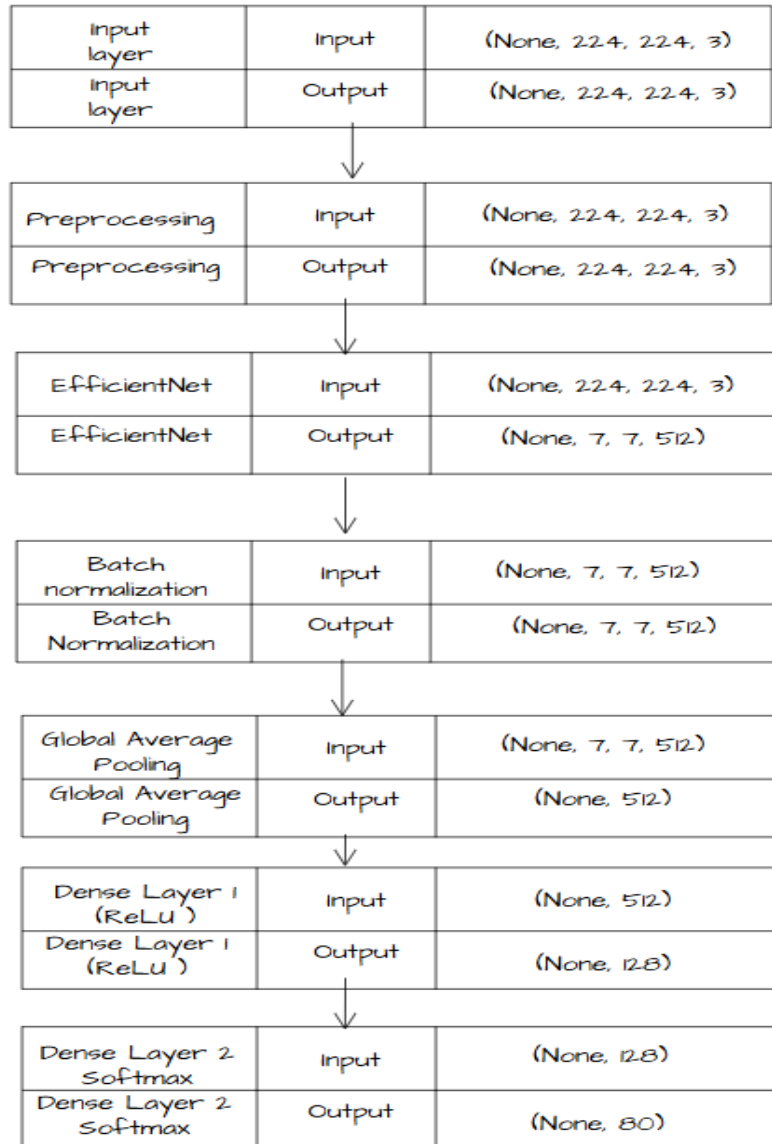 Input layer Input (None, 224, 224, 3)
Input layer Output (None, 224, 224, 3)
Preprocessing Input (None, 224, 224, 3)
Preprocessing Output (None, 224, 224, 3)
EfficientNet Input (None, 224, 224, 3)
EfficientNet Output (None, 7, 7, 512)
Batch normalization Input (None, 7, 7, 512)
Batch Normalization Output (None, 7, 7, 512)
Global Average Pooling Input (None, 7, 7, 512)
Global Average Pooling Output (None, 512)
Dense Layer 1 (ReLU ) Input (None, 512)
Dense Layer 1 (ReLU ) Output (None, 128)
Dense Layer 2 Softmax Input (None, 128)
Dense Layer 2 Softmax Output (None, 80)